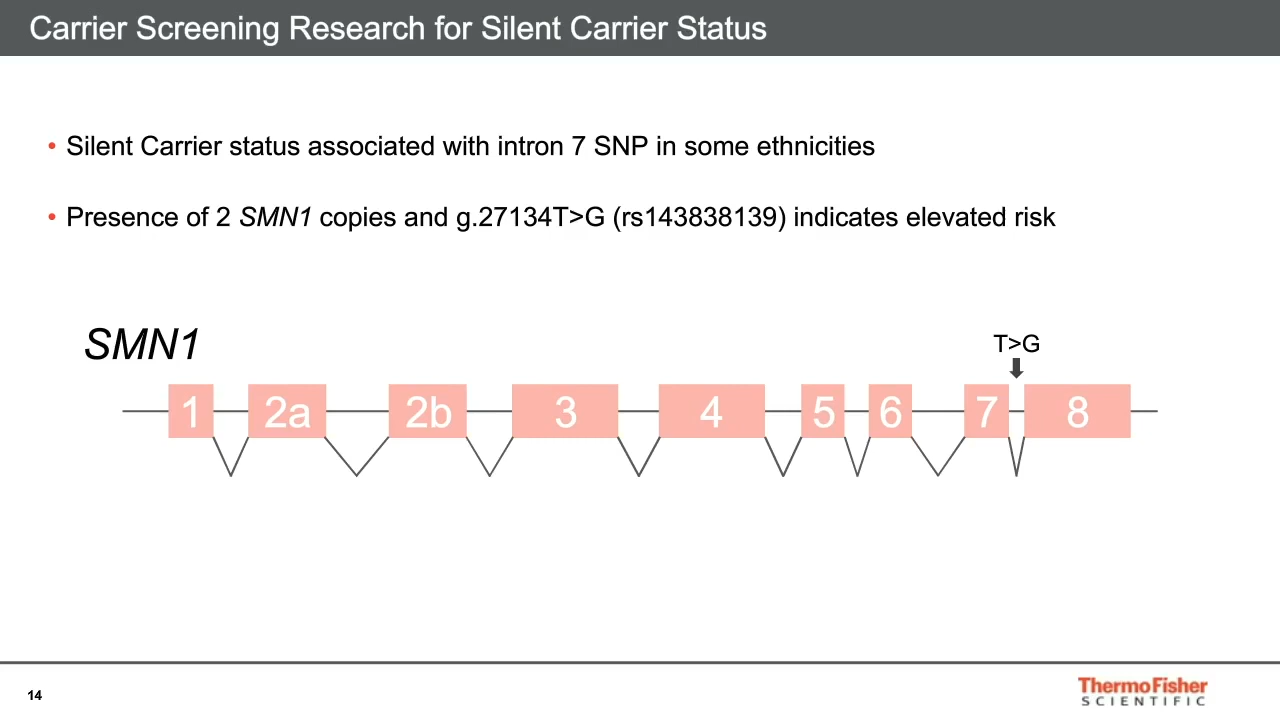 Carrier Screening Research for Silent Carrier Status
• Silent Carrier status associated with intron 7 SNP in some ethnicities
• Presence of 2 SMN1 copies and g.27134T>G (rs143838139) indicates elevated risk
SMN1
T>G
1 2a 2b 3 4 5 6 7 8
14
ThermoFisher
SCIENTIFIC